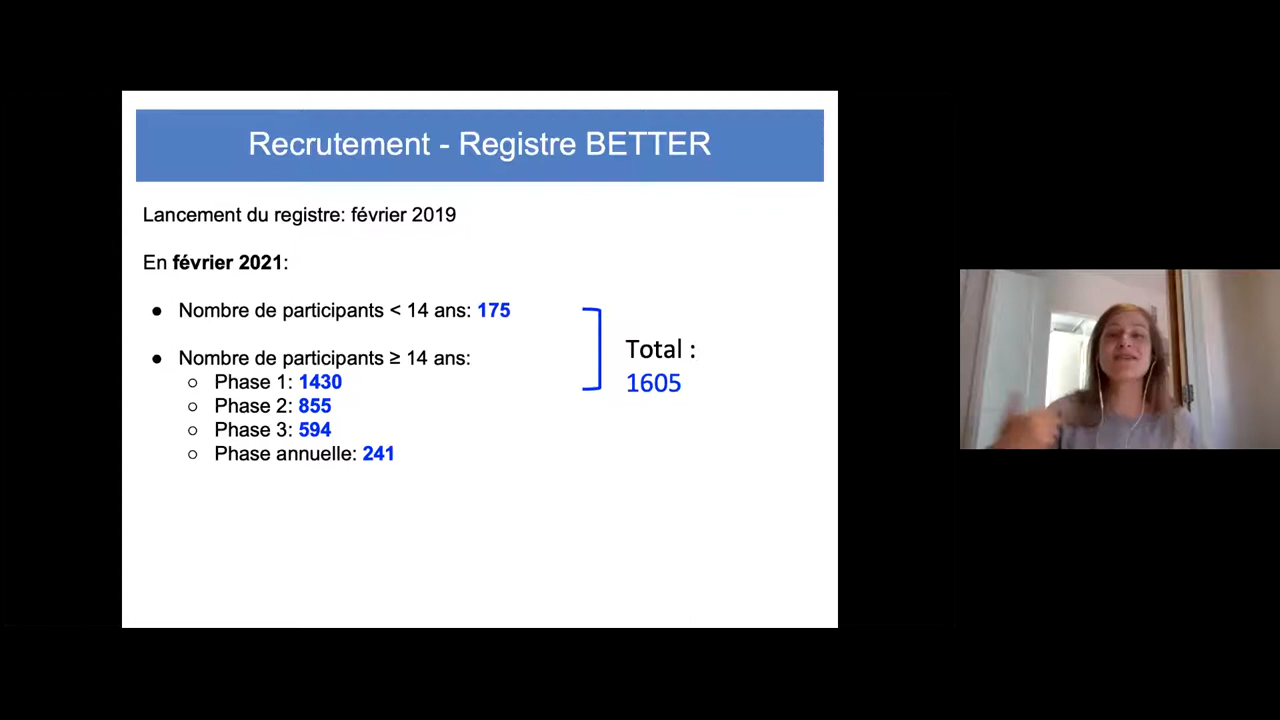 Recrutement - Registre BETTER
Lancement du registre: février 2019
En février 2021:
● Nombre de participants < 14 ans: 175
● Nombre de participants ≥ 14 ans:
○ Phase 1: 1430
○ Phase 2: 855
○ Phase 3: 594
○ Phase annuelle: 241
Total :
1605